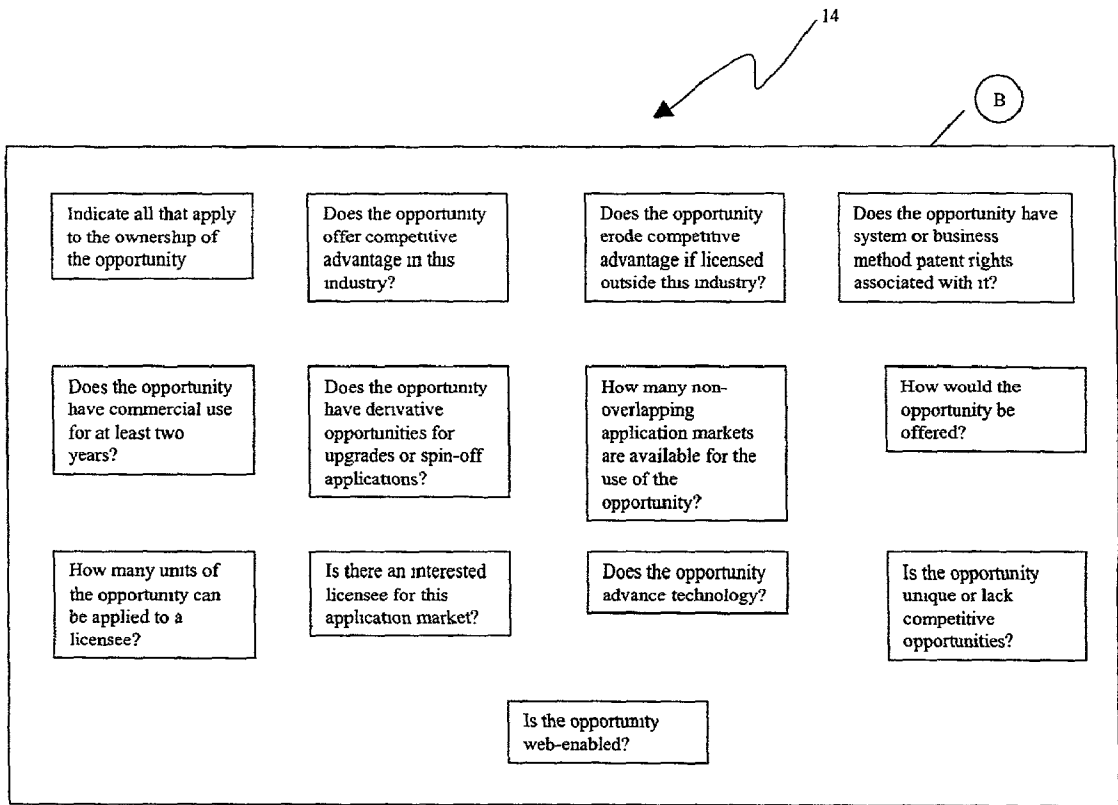 14
B
Indicate all that apply
to the ownership of
the opportunity
Does the opportunity
offer competitive
advantage in this
industry?
Does the opportunity
erode competitive
advantage if licensed
outside this industry?
Does the opportunity have
system or business
method patent rights
associated with it?
Does the opportunity
have commercial use
for at least two
years?
Does the opportunity
have derivative
opportunities for
upgrades or spin-off
applications?
How many non-
overlapping
application markets
are available for the
use of the
opportunity?
How would the
opportunity be
offered?
How many units of
the opportunity can
be applied to a
licensee?
Is there an interested
licensee for this
application market?
Does the opportunity
advance technology?
Is the opportunity
unique or lack
competitive
opportunities?
Is the opportunity
web-enabled?